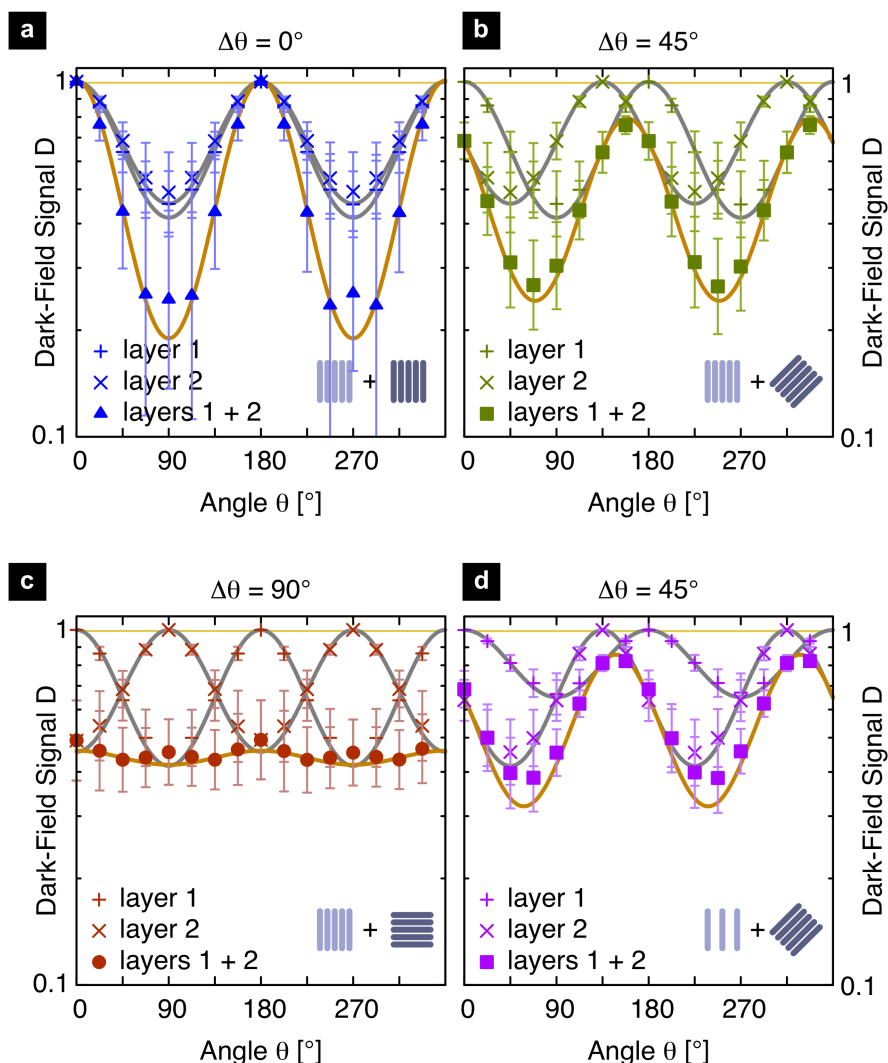 a
Δθ = 0°
Dark-Field Signal D
1
0.1
+ layer 1
× layer 2
▲ layers 1 + 2
+
0 90 180 270
Angle θ [°]
b
Δθ = 45°
1
0.1
Dark-Field Signal D
+ layer 1
× layer 2
■ layers 1 + 2
+
0 90 180 270
Angle θ [°]
c
Δθ = 90°
Dark-Field Signal D
1
0.1
+ layer 1
× layer 2
● layers 1 + 2
+
0 90 180 270
Angle θ [°]
d
Δθ = 45°
1
0.1
Dark-Field Signal D
+ layer 1
× layer 2
■ layers 1 + 2
+
0 90 180 270
Angle θ [°]